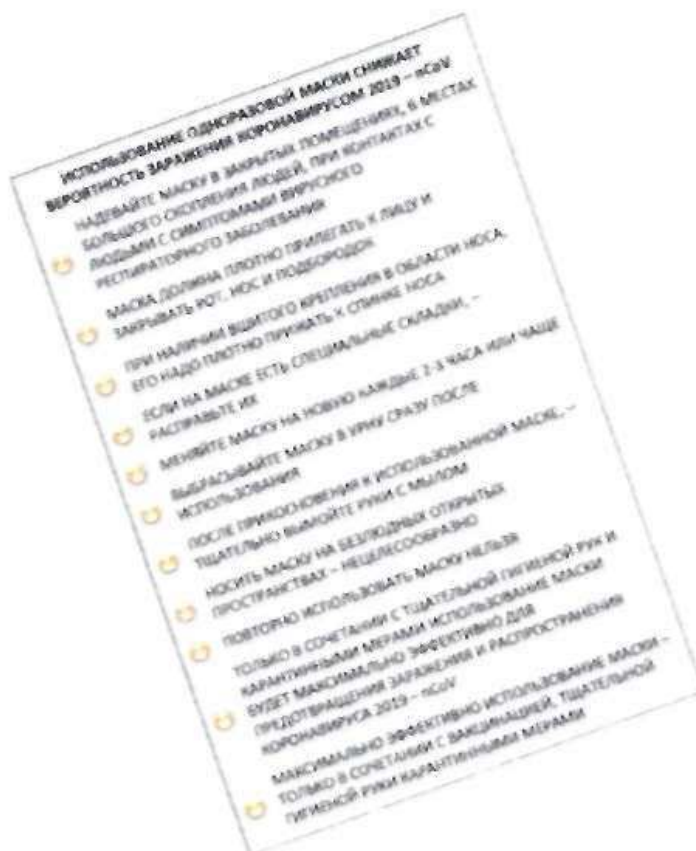 ИСПОЛЬЗОВАНИЕ ОДНОРАЗОВОЙ МАСКИ СНИЖАЕТ
ВЕРОЯТНОСТЬ ЗАРАЖЕНИЯ КОРОНАВИРУСОМ 2019 – nCoV
НАДЕВАЙТЕ МАСКУ В ЗАКРЫТЫХ ПОМЕЩЕНИЯХ, В МЕСТАХ
БОЛЬШОГО СКОПЛЕНИЯ ЛЮДЕЙ, ПРИ КОНТАКТАХ С
ЛЮДЬМИ С СИМПТОМАМИ ВИРУСНОГО
РЕСПИРАТОРНОГО ЗАБОЛЕВАНИЯ
МАСКА ДОЛЖНА ПЛОТНО ПРИЛЕГАТЬ К ЛИЦУ И
ЗАКРЫВАТЬ РОТ, НОС И ПОДБОРОДОК
ПРИ НАЛИЧИИ ВШИТОГО КРЕПЛЕНИЯ В ОБЛАСТИ НОСА,
ЕГО НАДО ПЛОТНО ПРИЖАТЬ К СПИНКЕ НОСА
ЕСЛИ НА МАСКЕ ЕСТЬ СПЕЦИАЛЬНЫЕ СКЛАДКИ, –
РАСПРАВЬТЕ ИХ
МЕНЯЙТЕ МАСКУ НА НОВУЮ КАЖДЫЕ 2-3 ЧАСА ИЛИ ЧАЩЕ
ВЫБРАСЫВАЙТЕ МАСКУ В УРНУ СРАЗУ ПОСЛЕ
ИСПОЛЬЗОВАНИЯ
ПОСЛЕ ПРИКОСНОВЕНИЯ К ИСПОЛЬЗОВАННОЙ МАСКЕ, –
ТЩАТЕЛЬНО ВЫМОЙТЕ РУКИ С МЫЛОМ
НОСИТЬ МАСКУ НА БЕЗЛЮДНЫХ ОТКРЫТЫХ
ПРОСТРАНСТВАХ – НЕЦЕЛЕСООБРАЗНО
ПОВТОРНО ИСПОЛЬЗОВАТЬ МАСКУ НЕЛЬЗЯ
ТОЛЬКО В СОЧЕТАНИИ С ТЩАТЕЛЬНОЙ ГИГИЕНОЙ РУК И
КАРАНТИННЫМИ МЕРАМИ ИСПОЛЬЗОВАНИЕ МАСКИ
БУДЕТ МАКСИМАЛЬНО ЭФФЕКТИВНО ДЛЯ
ПРЕДОТВРАЩЕНИЯ ЗАРАЖЕНИЯ И РАСПРОСТРАНЕНИЯ
КОРОНАВИРУСА 2019 – nCoV
МАКСИМАЛЬНО ЭФФЕКТИВНО ИСПОЛЬЗОВАНИЕ МАСКИ –
ТОЛЬКО В СОЧЕТАНИИ С ВАКЦИНАЦИЕЙ, ТЩАТЕЛЬНОЙ
ГИГИЕНОЙ РУКИ КАРАНТИННЫМИ МЕРАМИ